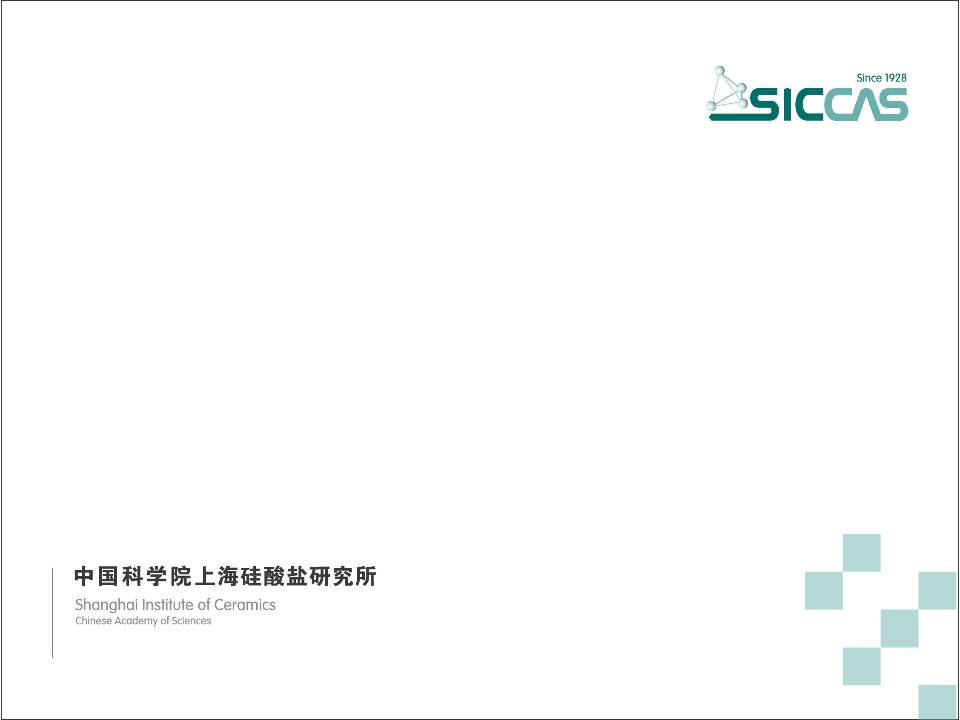 Since 1928
SICCAS
中国科学院上海硅酸盐研究所
Shanghai Institute of Ceramics
Chinese Academy of Sciences